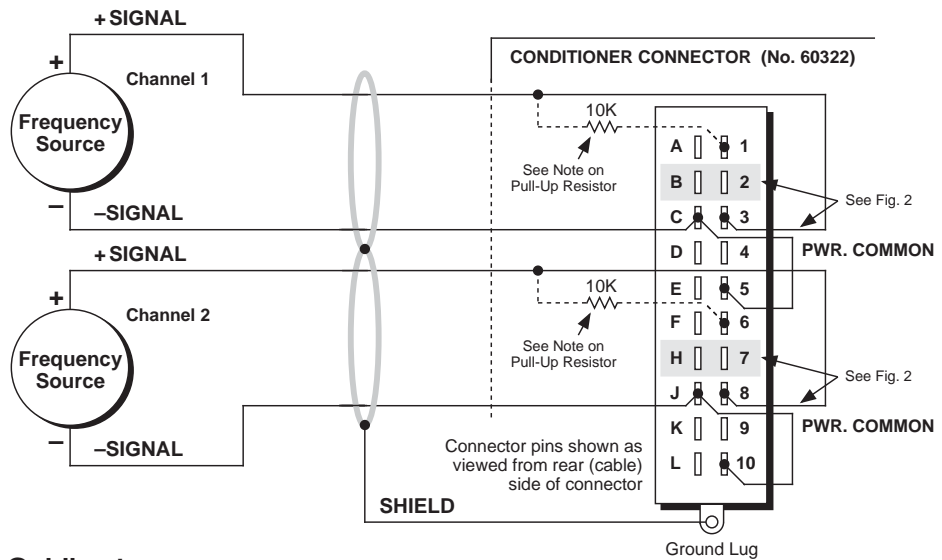 + SIGNAL
CONDITIONER CONNECTOR (No. 60322)
+
Channel 1
Frequency
Source
10K
See Note on
Pull-Up Resistor
A 1
B 2
See Fig. 2
–
–SIGNAL
C 3
+ SIGNAL
D 4
PWR. COMMON
+
Channel 2
10K
E 5
Frequency
Source
See Note on
Pull-Up Resistor
F 6
H 7
See Fig. 2
J 8
–
–SIGNAL
K 9
PWR. COMMON
Connector pins shown as
viewed from rear (cable)
side of connector
L 10
SHIELD
Ground Lug